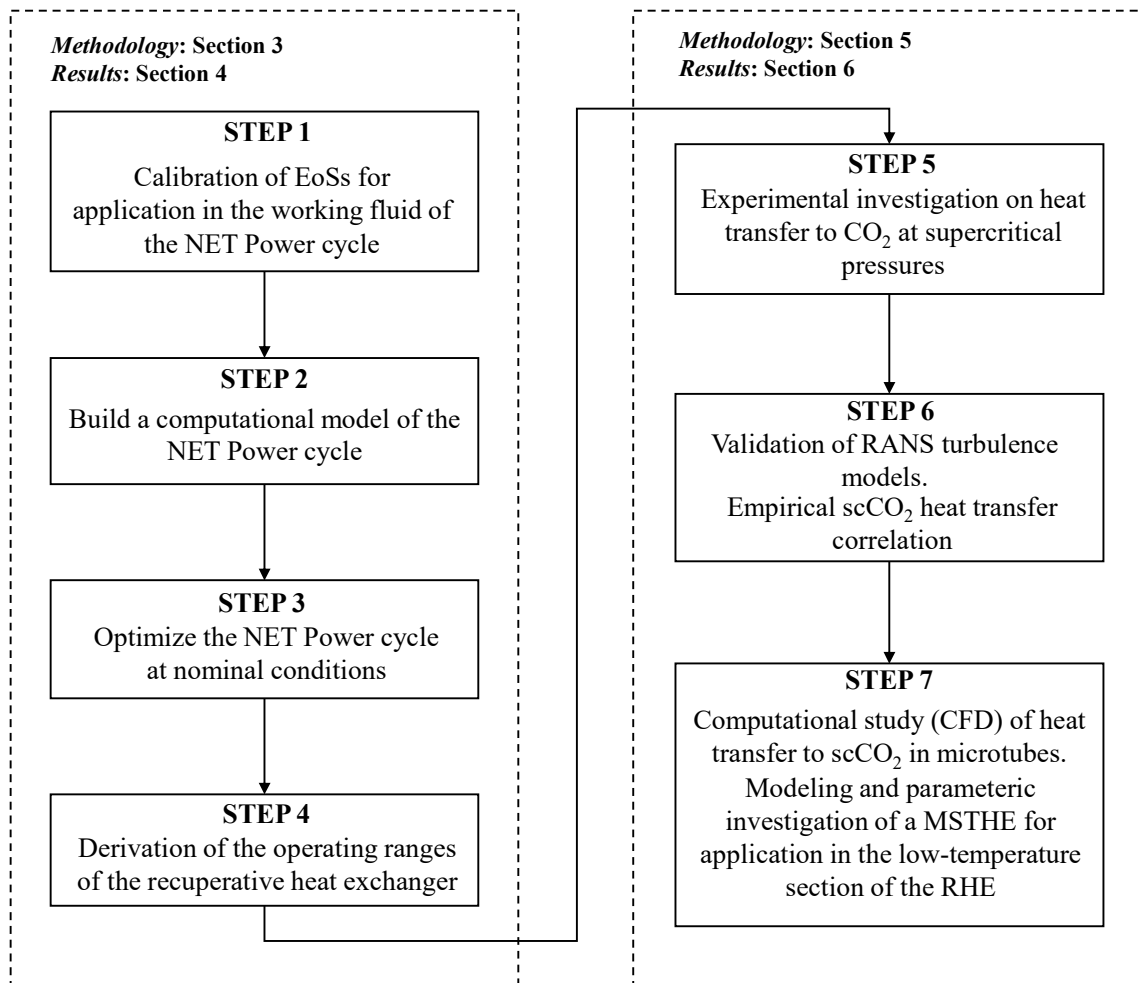 Methodology: Section 3
Results: Section 4
STEP 1
Calibration of EoSs for
application in the working fluid of
the NET Power cycle
STEP 2
Build a computational model of the
NET Power cycle
STEP 3
Optimize the NET Power cycle
at nominal conditions
STEP 4
Derivation of the operating ranges
of the recuperative heat exchanger
Methodology: Section 5
Results: Section 6
STEP 5
Experimental investigation on heat
transfer to CO₂ at supercritical
pressures
STEP 6
Validation of RANS turbulence
models.
Empirical scCO₂ heat transfer
correlation
STEP 7
Computational study (CFD) of heat
transfer to scCO₂ in microtubes.
Modeling and parameteric
investigation of a MSTHE for
application in the low-temperature
section of the RHE